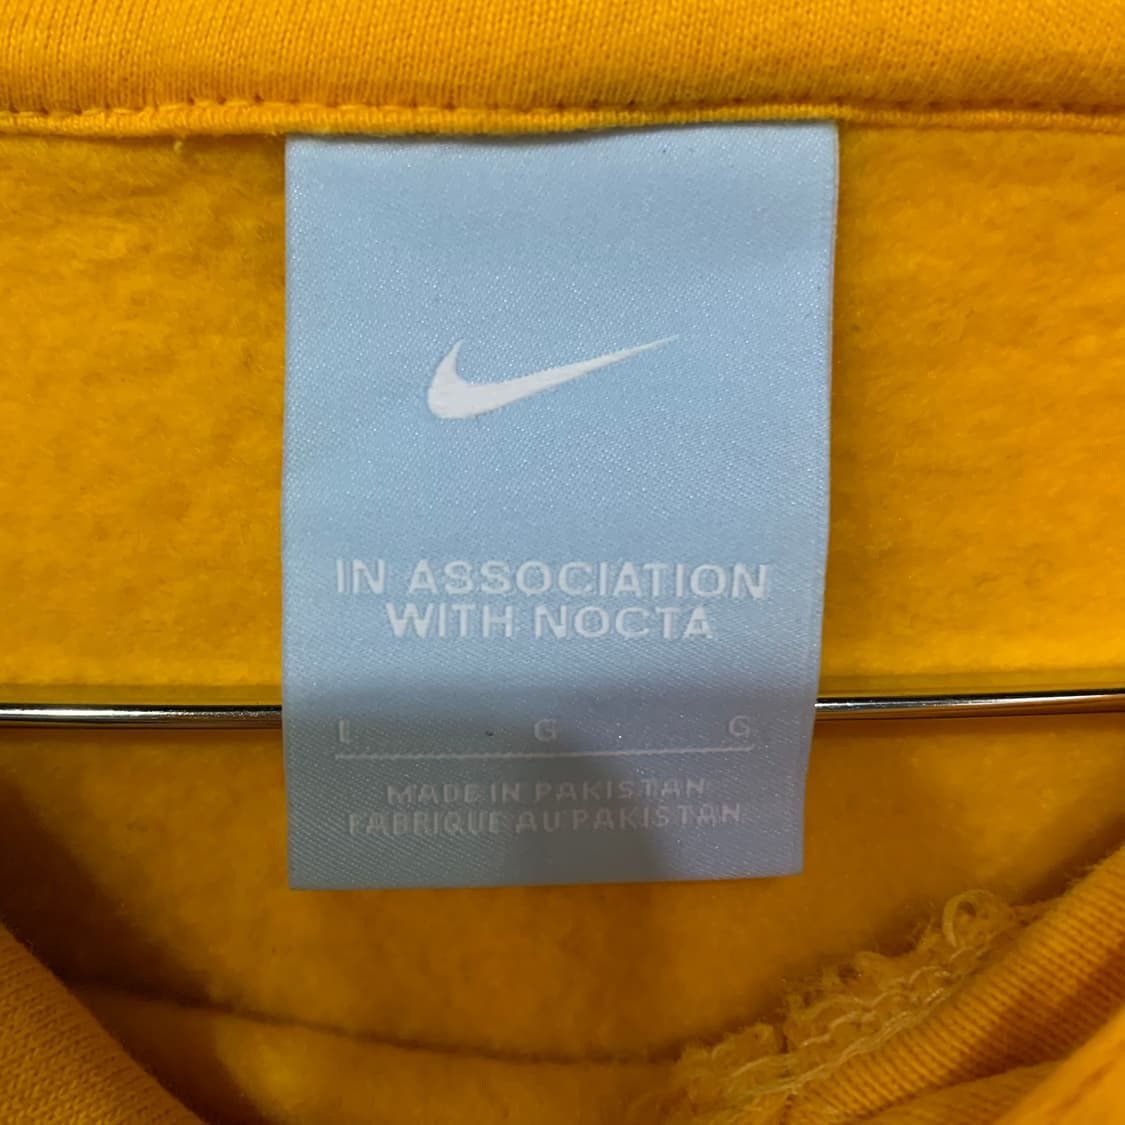 IN ASSOCIATION
WITH NOCTA
L G G
MADE IN PAKISTAN
FABRIQUE AU PAKISTAN